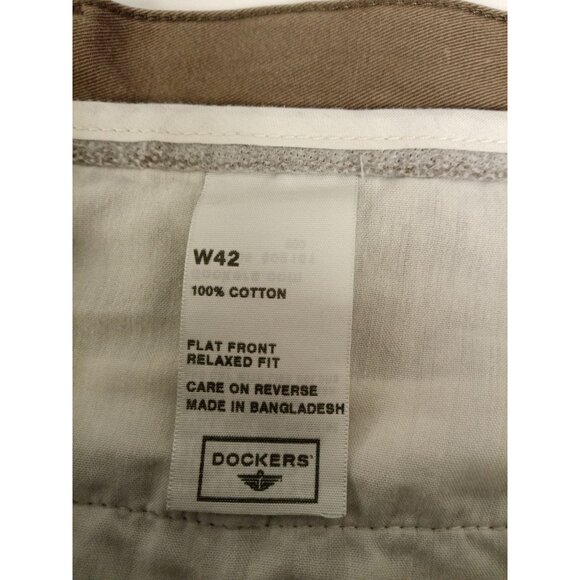 W42
100% COTTON
FLAT FRONT
RELAXED FIT
CARE ON REVERSE
MADE IN BANGLADESH
DOCKERS